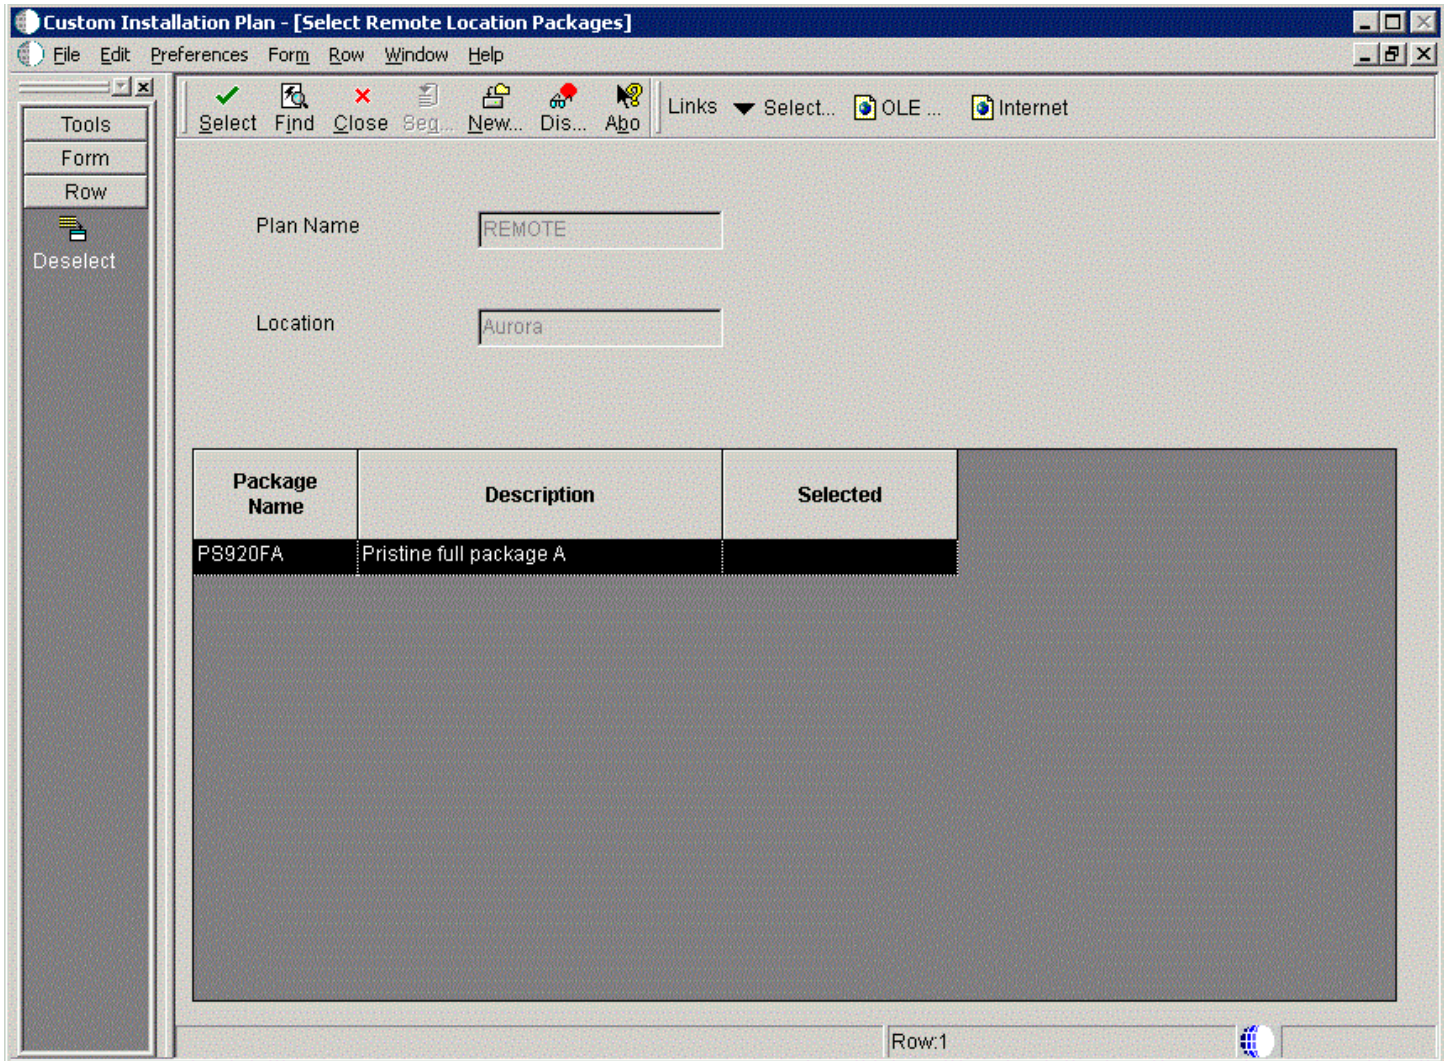 Custom Installation Plan - [Select Remote Location Packages]
File Edit Preferences Form Row Window Help
Select Find Close Seq... New... Dis... Abo Links Select... OLE ... Internet
Tools
Form
Row
Deselect
Plan Name REMOTE
Location Aurora
Package Name Description Selected
PS920FA Pristine full package A
Row:1